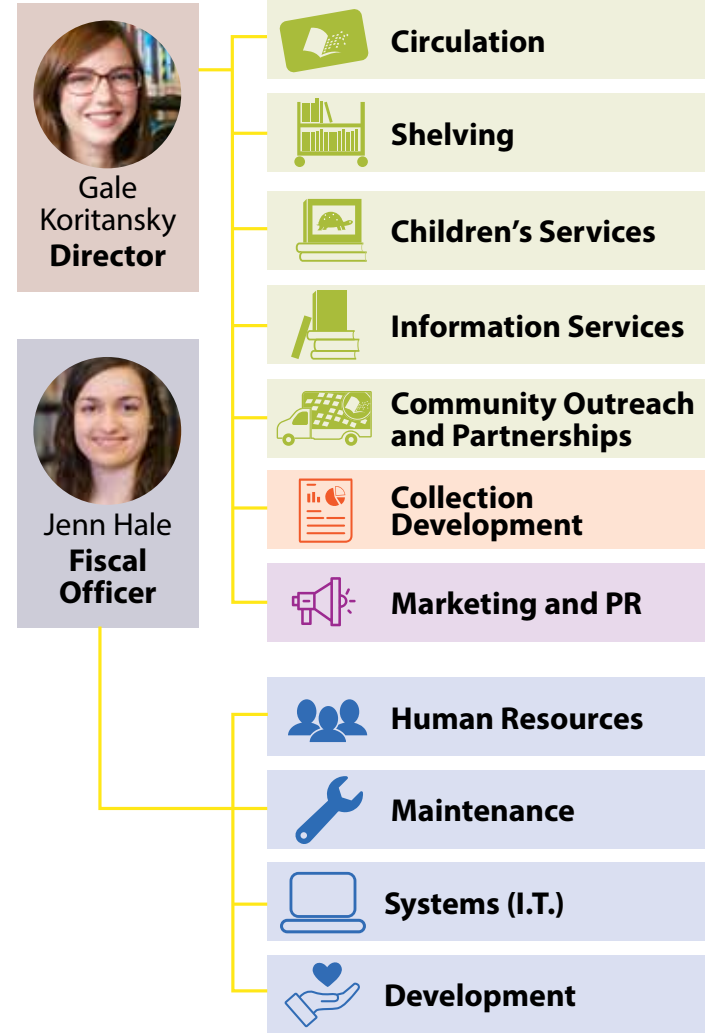 Gale
Koritansky
Director
Jenn Hale
Fiscal
Officer
Circulation
Shelving
Children’s Services
Information Services
Community Outreach
and Partnerships
Collection
Development
Marketing and PR
Human Resources
Maintenance
Systems (I.T.)
Development